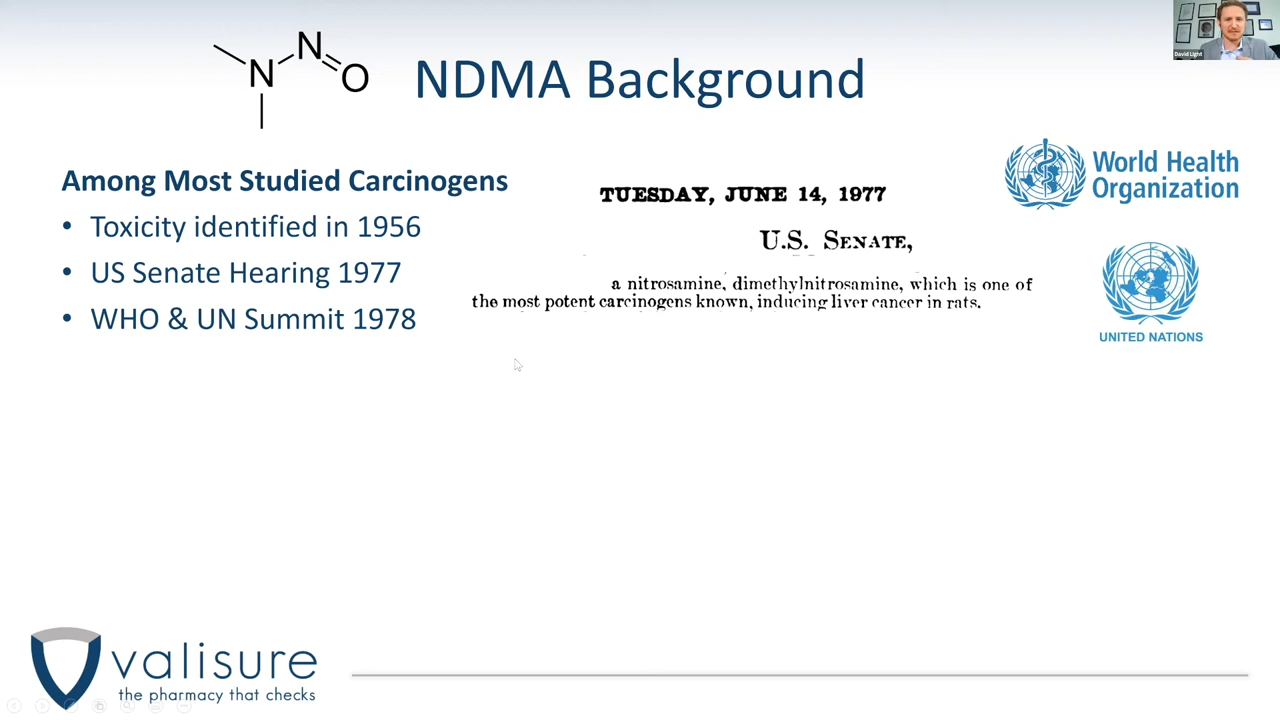 N
N
O
NDMA Background
David Light
Among Most Studied Carcinogens
• Toxicity identified in 1956
• US Senate Hearing 1977
• WHO & UN Summit 1978
TUESDAY, JUNE 14, 1977
U.S. SENATE,
a nitrosamine, dimethylnitrosamine, which is one of
the most potent carcinogens known, inducing liver cancer in rats.
World Health
Organization
UNITED NATIONS
valisure
the pharmacy that checks